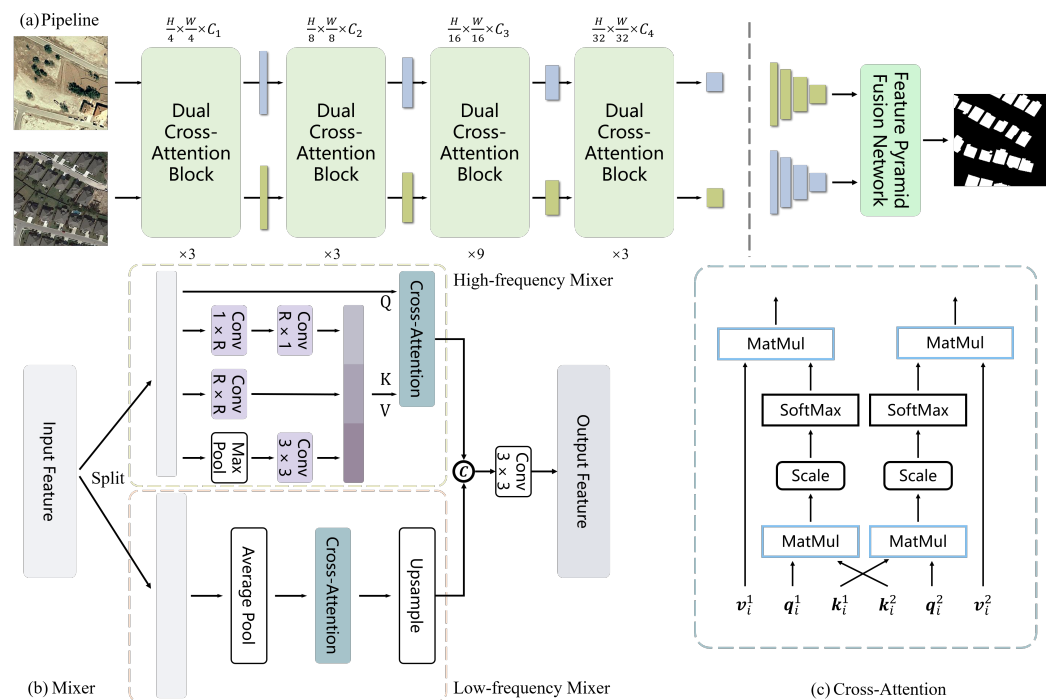 (a) Pipeline
H/4 × W/4 × C₁
H/8 × W/8 × C₂
H/16 × W/16 × C₃
H/32 × W/32 × C₄
Dual
Cross-
Attention
Block
Dual
Cross-
Attention
Block
Dual
Cross-
Attention
Block
Dual
Cross-
Attention
Block
Feature Pyramid
Fusion Network
×3
×3
×9
×3
High-frequency Mixer
Input Feature
Split
Conv
1 × R
Conv
R × 1
Conv
R × R
Max
Pool
Conv
3 × 3
Q
K
V
Cross-Attention
Average Pool
Cross-Attention
Upsample
C
Conv
3 × 3
Output Feature
(b) Mixer
Low-frequency Mixer
MatMul
MatMul
SoftMax
SoftMax
Scale
Scale
MatMul
MatMul
v_i^1 q_i^1 k_i^1 k_i^2 q_i^2 v_i^2
(c) Cross-Attention